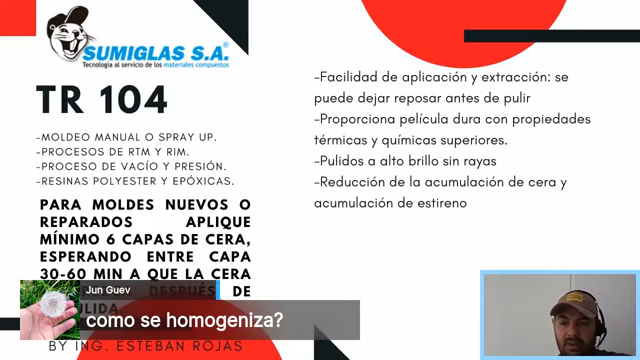 SUMIGLAS S.A.
Tecnología al servicio de los materiales compuestos
TR 104
-MOLDEO MANUAL O SPRAY UP.
-PROCESOS DE RTM Y RIM.
-PROCESO DE VACÍO Y PRESIÓN.
-RESINAS POLYESTER Y EPÓXICAS.
PARA MOLDES NUEVOS O
REPARADOS APLIQUE
MÍNIMO 6 CAPAS DE CERA,
ESPERANDO ENTRE CAPA
30-60 MIN A QUE LA CERA
DESPUÉS DE
BY ING. ESTEBAN ROJAS
-Facilidad de aplicación y extracción: se
puede dejar reposar antes de pulir
-Proporciona película dura con propiedades
térmicas y químicas superiores.
-Pulidos a alto brillo sin rayas
-Reducción de la acumulación de cera y
acumulación de estireno
Jun Guev
como se homogeniza?